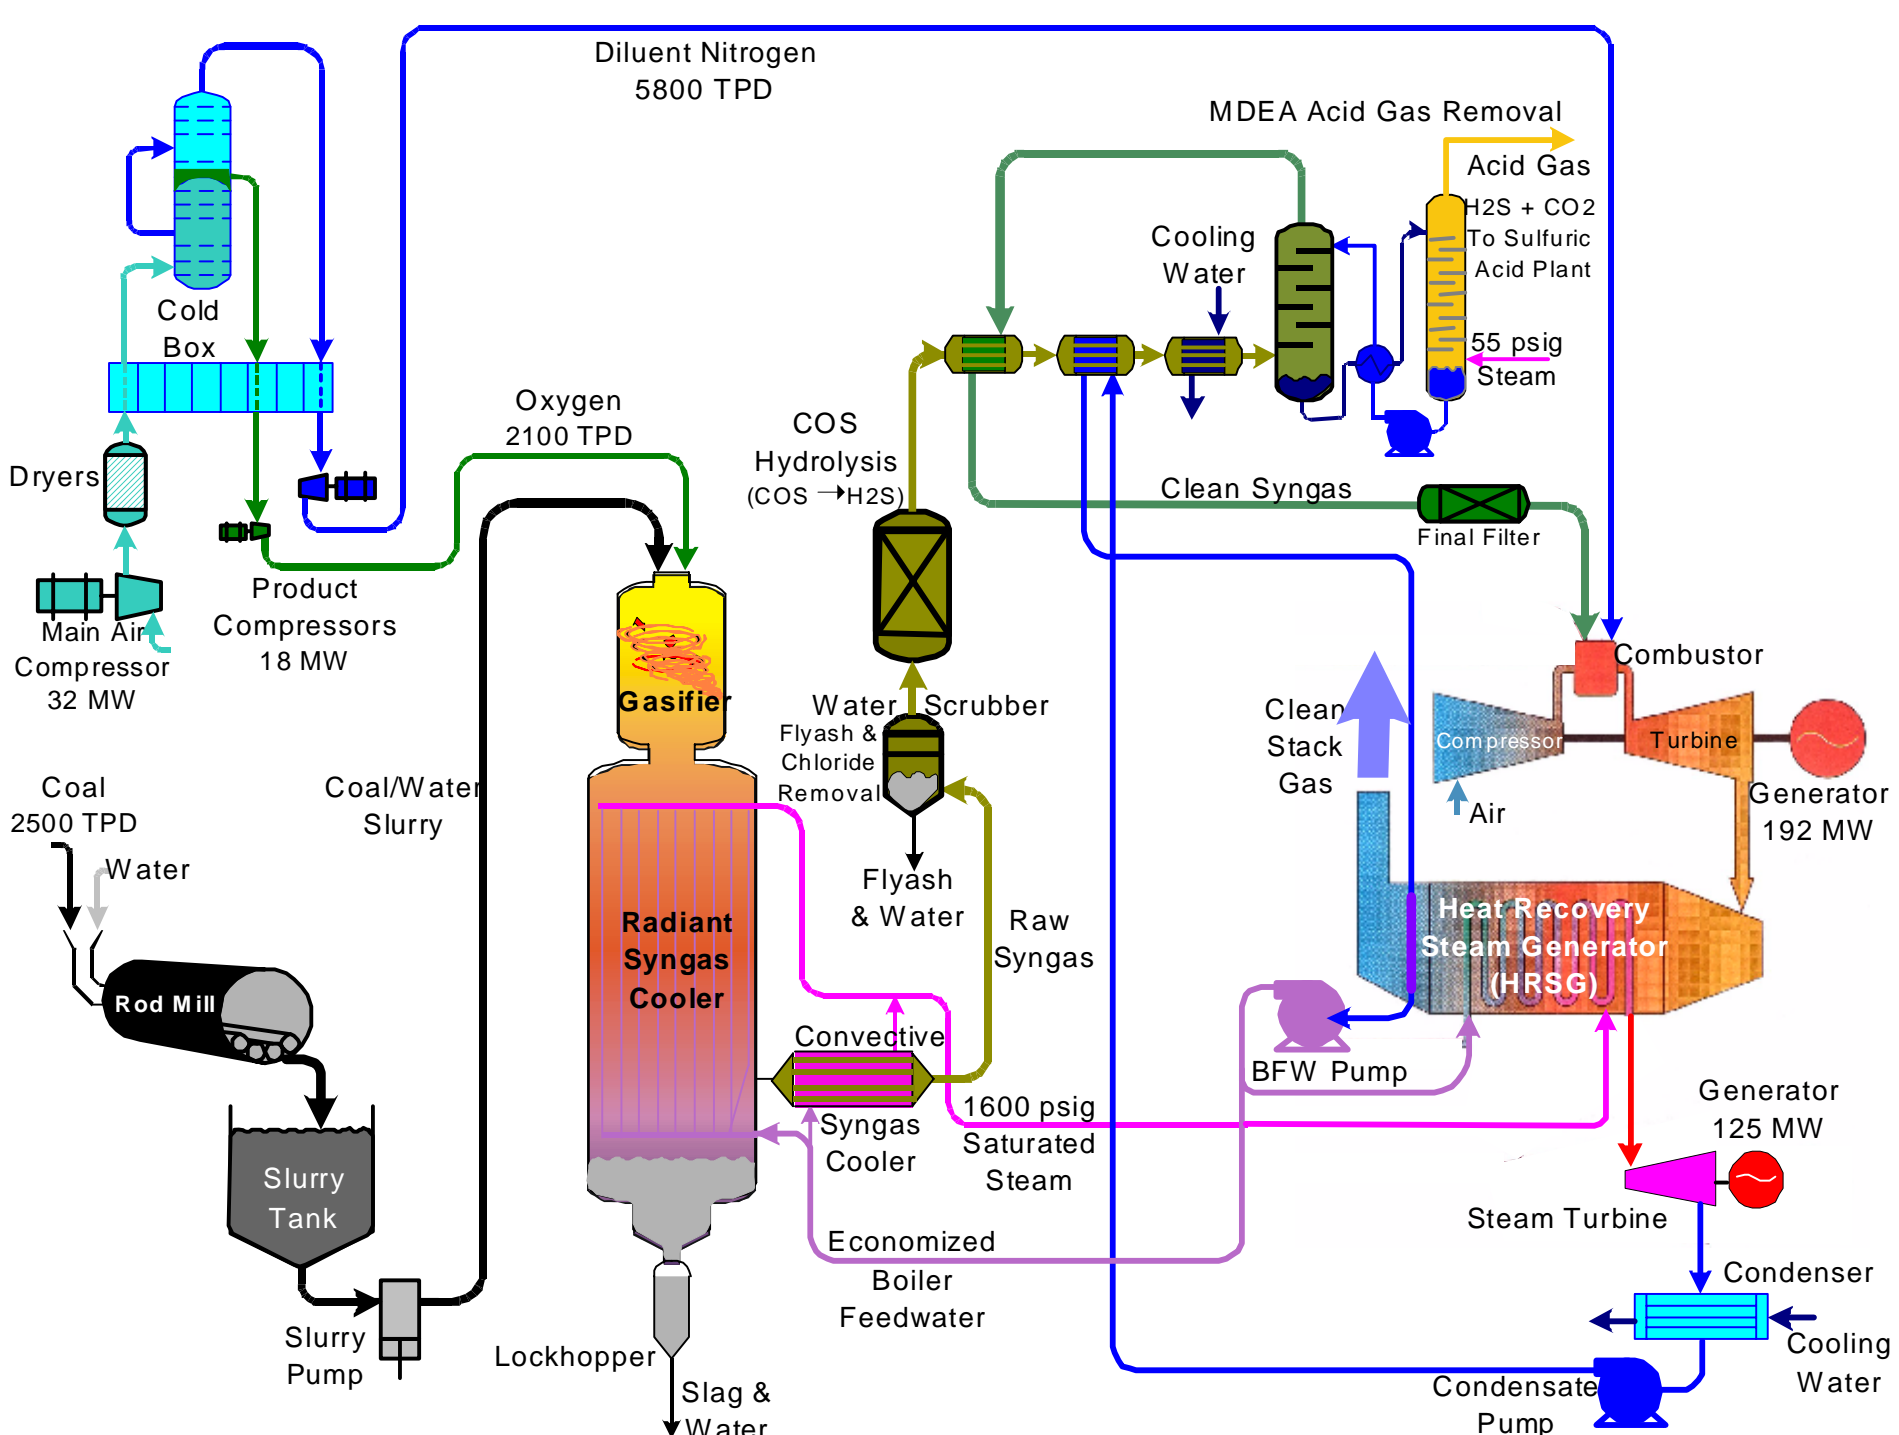 Diluent Nitrogen
5800 TPD
MDEA Acid Gas Removal
Acid Gas
H2S + CO2
To Sulfuric
Acid Plant
Cooling
Water
55 psig
Steam
Cold
Box
Oxygen
2100 TPD
COS
Hydrolysis
(COS →H2S)
Dryers
Clean Syngas
Final Filter
Product
Compressors
18 MW
Main Air
Compressor
32 MW
Gasifier
Water Scrubber
Flyash &
Chloride
Removal
Combustor
Compressor
Turbine
Clean
Stack
Gas
Air
Generator
192 MW
Coal
2500 TPD
Water
Coal/Water
Slurry
Flyash
& Water
Raw
Syngas
Radiant
Syngas
Cooler
Heat Recovery
Steam Generator
(HRSG)
Rod Mill
Convective
Syngas
Cooler
BFW Pump
1600 psig
Saturated
Steam
Generator
125 MW
Slurry
Tank
Steam Turbine
Economized
Boiler
Feedwater
Condenser
Cooling
Water
Slurry
Pump
Lockhopper
Slag &
Water
Condensate
Pump